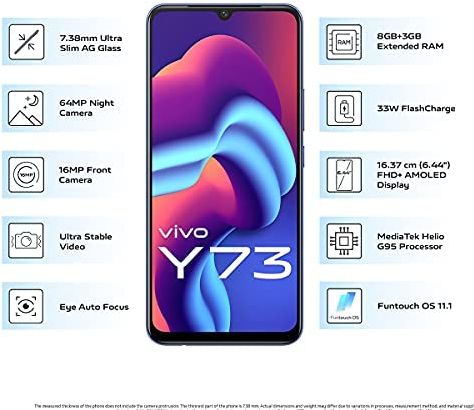 7.38mm Ultra
Slim AG Glass
64MP Night
Camera
16MP
16MP Front
Camera
Ultra Stable
Video
Eye Auto Focus
vivo
Y73
RAM
8GB+3GB
Extended RAM
33W FlashCharge
6.44"
16.37 cm (6.44")
FHD+ AMOLED
Display
MediaTek Helio
G95 Processor
Funtouch OS
Funtouch OS 11.1
The measured thickness of the phone does not include the camera protrusion. The thickest part of the phone is 7.38 mm. Actual dimensions and weight may differ due to variations in processes, measurement method, and material